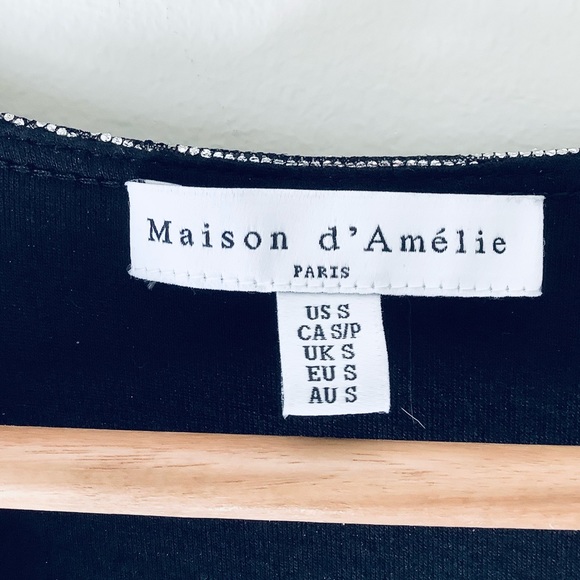 Maison d'Amélie
PARIS
US S
CA S/P
UK S
EU S
AU S